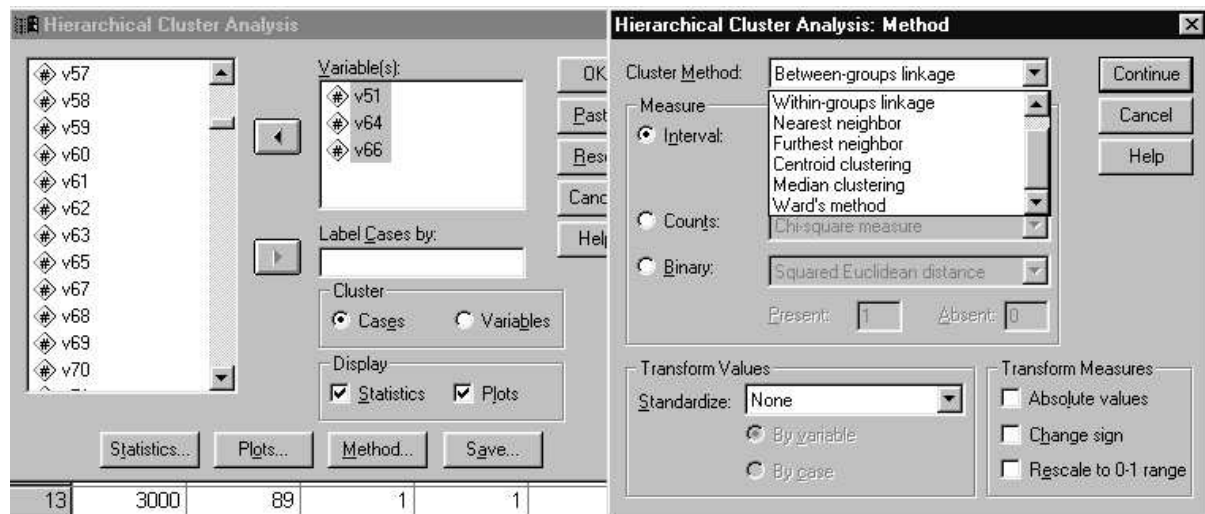 Hierarchical Cluster Analysis
v57
v58
v59
v60
v61
v62
v63
v65
v67
v68
v69
v70
Variable(s):
v51
v64
v66
Label Cases by:
Cluster
Cases
Variables
Display
Statistics
Plots
OK
Past
Rese
Canc
Help
Statistics...
Plots...
Method...
Save...
13 3000 89 1 1
Hierarchical Cluster Analysis: Method
Cluster Method:
Between-groups linkage
Within-groups linkage
Nearest neighbor
Furthest neighbor
Centroid clustering
Median clustering
Ward's method
Measure
Interval:
Counts:
Chi-square measure
Binary:
Squared Euclidean distance
Present: 1 Absent: 0
Continue
Cancel
Help
Transform Values
Standardize: None
By variable
By case
Transform Measures
Absolute values
Change sign
Rescale to 0-1 range